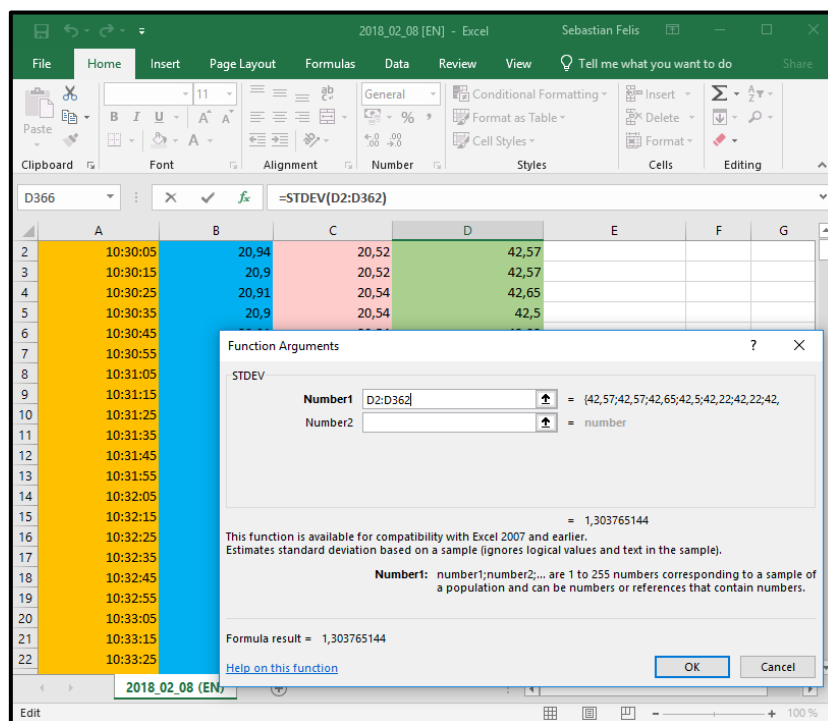 2018_02_08 [EN] - Excel Sebastian Felis
File Home Insert Page Layout Formulas Data Review View Tell me what you want to do Share
Paste
11
B I U A A
ab
General
% ,
Conditional Formatting
Format as Table
Cell Styles
Insert
Delete
Format
Σ
Clipboard Font Alignment Number Styles Cells Editing
D366 fx =STDEV(D2:D362)
A B C D E F G
2 10:30:05 20,94 20,52 42,57
3 10:30:15 20,9 20,52 42,57
4 10:30:25 20,91 20,54 42,65
5 10:30:35 20,9 20,54 42,5
6 10:30:45
7 10:30:55
8 10:31:05
9 10:31:15
10 10:31:25
11 10:31:35
12 10:31:45
13 10:31:55
14 10:32:05
15 10:32:15
16 10:32:25
17 10:32:35
18 10:32:45
19 10:32:55
20 10:33:05
21 10:33:15
22 10:33:25
Function Arguments ? X
STDEV
Number1 D2:D362 = {42,57;42,57;42,65;42,5;42,22;42,22;42,
Number2 = number
= 1,303765144
This function is available for compatibility with Excel 2007 and earlier.
Estimates standard deviation based on a sample (ignores logical values and text in the sample).
Number1: number1;number2;... are 1 to 255 numbers corresponding to a sample of
a population and can be numbers or references that contain numbers.
Formula result = 1,303765144
Help on this function OK Cancel
2018_02_08 (EN)
Edit 100 %